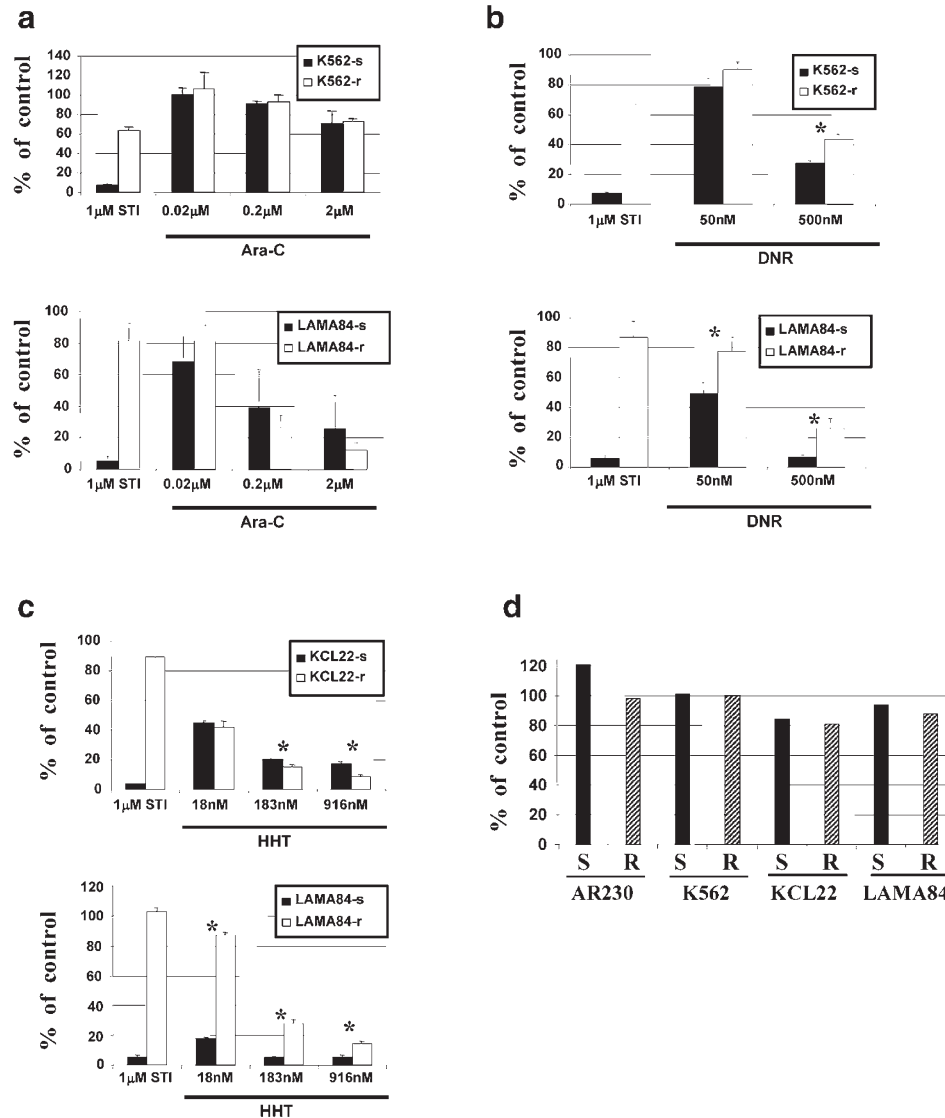 a
% of control
140
120
100
80
60
40
20
0
K562-s
K562-r
1µM STI 0.02µM 0.2µM 2µM
Ara-C
% of control
100
80
60
40
20
0
LAMA84-s
LAMA84-r
1µM STI 0.02µM 0.2µM 2µM
Ara-C
b
% of control
100
80
60
40
20
0
K562-s
K562-r
*
1µM STI 50nM 500nM
DNR
% of control
100
80
60
40
20
0
LAMA84-s
LAMA84-r
* *
1µM STI 50nM 500nM
DNR
c
% of control
100
80
60
40
20
0
KCL22-s
KCL22-r
* *
1µM STI 18nM 183nM 916nM
HHT
% of control
120
100
80
60
40
20
0
LAMA84-s
LAMA84-r
* * *
1µM STI 18nM 183nM 916nM
HHT
d
% of control
120
100
80
60
40
20
0
S R S R S R S R
AR230 K562 KCL22 LAMA84